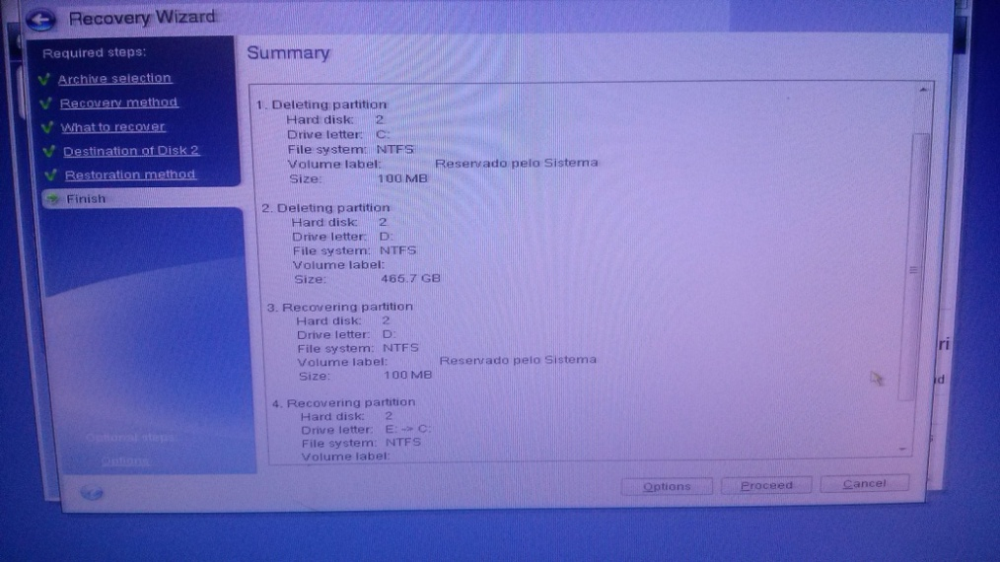 Recovery Wizard
Required steps:
Archive selection
Recovery method
What to recover
Destination of Disk 2
Restoration method
Finish
Optional steps:
Options
Summary
1. Deleting partition
Hard disk: 2
Drive letter: C:
File system: NTFS
Volume label: Reservado pelo Sistema
Size: 100 MB
2. Deleting partition
Hard disk: 2
Drive letter: D:
File system: NTFS
Volume label:
Size: 465.7 GB
3. Recovering partition
Hard disk: 2
Drive letter: D:
File system: NTFS
Volume label: Reservado pelo Sistema
Size: 100 MB
4. Recovering partition
Hard disk: 2
Drive letter: E: -> C:
File system: NTFS
Volume label:
Options
Proceed
Cancel